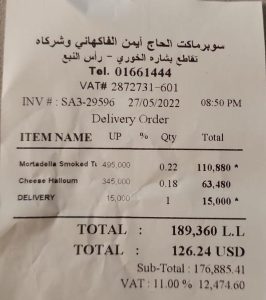 سوبرماكت الحاج أيمن الفاكهاني وشركاه
تقاطع بشاره الخوري - راس النبع
Tel. 01661444
VAT# 2872731-601
INV # : SA3-29596 27/05/2022 08:50 PM
Delivery Order
ITEM NAME UP % Qty Total
Mortadella Smoked Tu 495,000 0.22 110,880 *
Cheese Halloum 345,000 0.18 63,480
DELIVERY 15,000 1 15,000 *
TOTAL : 189,360 L.L
TOTAL : 126.24 USD
Sub-Total : 176,885.41
VAT : 11.00 % 12,474.60